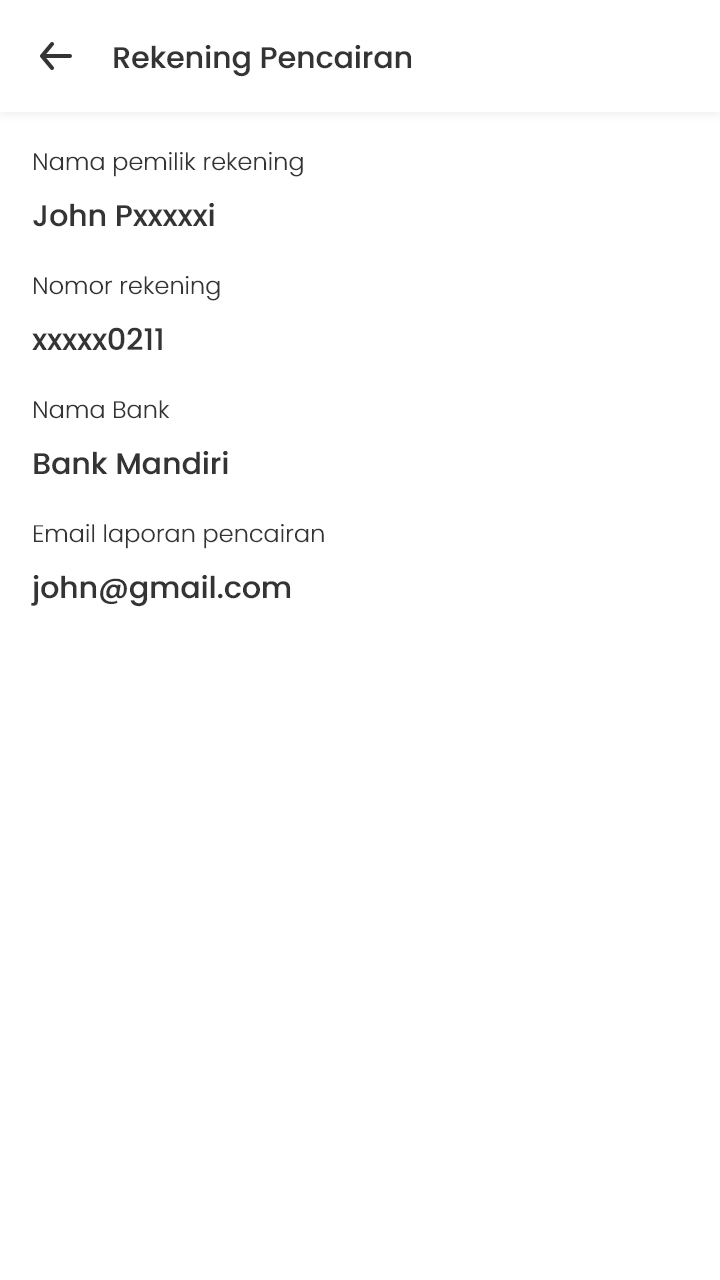 Rekening Pencairan
Nama pemilik rekening
John Pxxxxxi
Nomor rekening
xxxxx0211
Nama Bank
Bank Mandiri
Email laporan pencairan
john@gmail.com